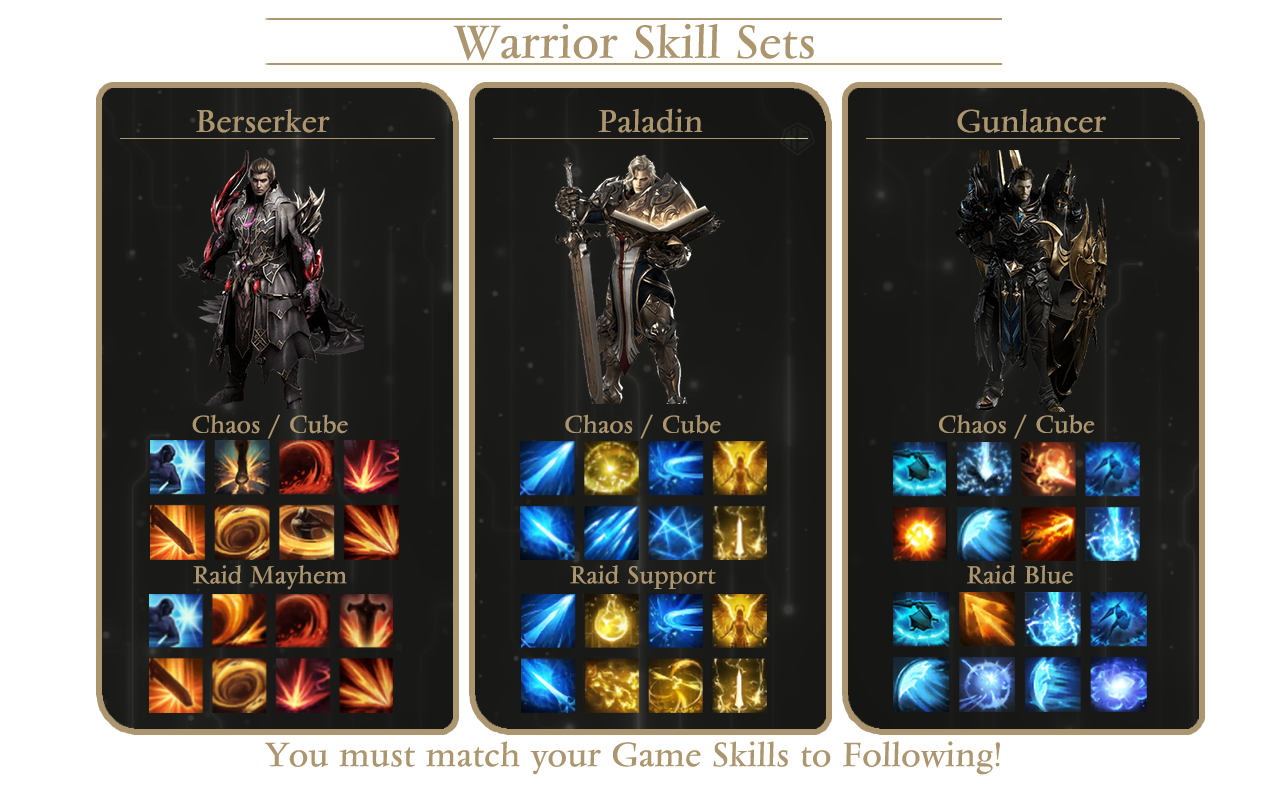 Warrior Skill Sets
Berserker
Paladin
Gunlancer
Chaos / Cube
Chaos / Cube
Chaos / Cube
Raid Mayhem
Raid Support
Raid Blue
You must match your Game Skills to Following!